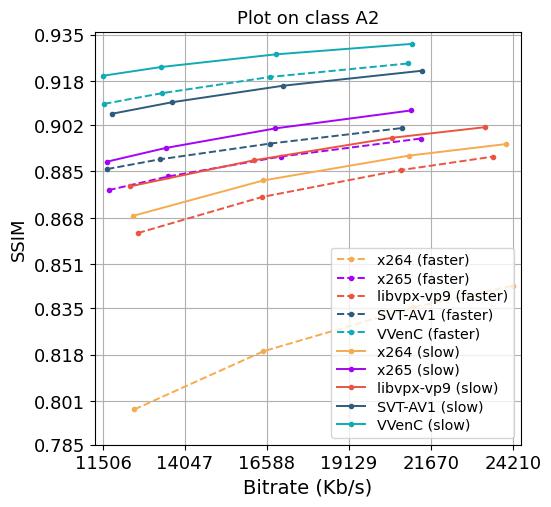 Plot on class A2
0.935
0.918
0.902
0.885
0.868
0.851
0.835
0.818
0.801
0.785
SSIM
x264 (faster)
x265 (faster)
libvpx-vp9 (faster)
SVT-AV1 (faster)
VVenC (faster)
x264 (slow)
x265 (slow)
libvpx-vp9 (slow)
SVT-AV1 (slow)
VVenC (slow)
11506 14047 16588 19129 21670 24210
Bitrate (Kb/s)